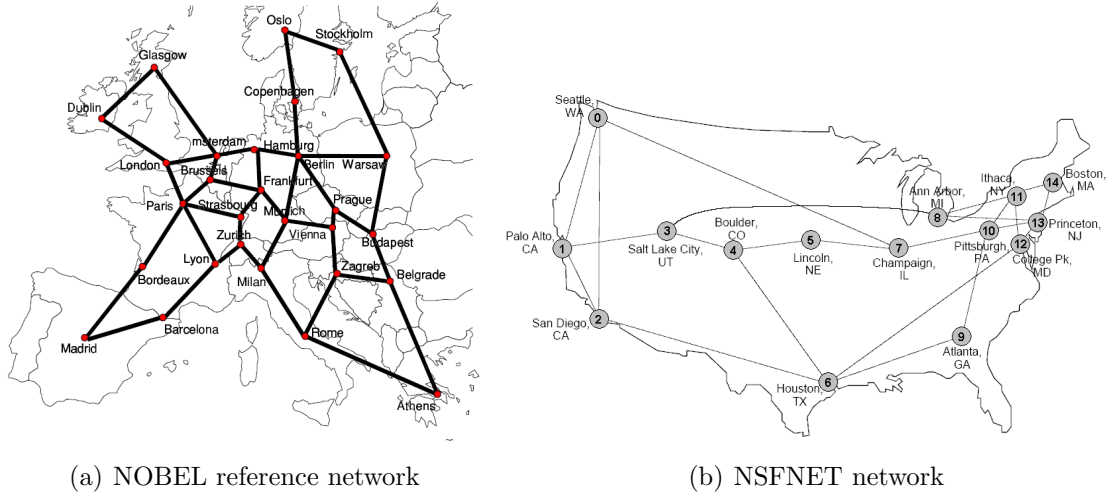 Oslo
Stockholm
Glasgow
Copenhagen
Dublin
msterdam
Hamburg
London
Berlin
Warsaw
Brussels
Frankfurt
Paris
Strasbourg
Munich
Prague
Zurich
Vienna
Budapest
Lyon
Zagreb
Bordeaux
Milan
Belgrade
Barcelona
Rome
Madrid
Athens
(a) NOBEL reference network
Seattle,
WA
0
Palo Alto,
CA
1
3
Salt Lake City,
UT
Boulder,
CO
4
5
Lincoln,
NE
7
Champaign,
IL
Ann Arbor,
MI
8
Ithaca,
NY
11
14
Boston,
MA
13
Princeton,
NJ
10
Pittsburgh,
PA
12
College Pk,
MD
San Diego,
CA
2
9
Atlanta,
GA
Houston,
TX
6
(b) NSFNET network